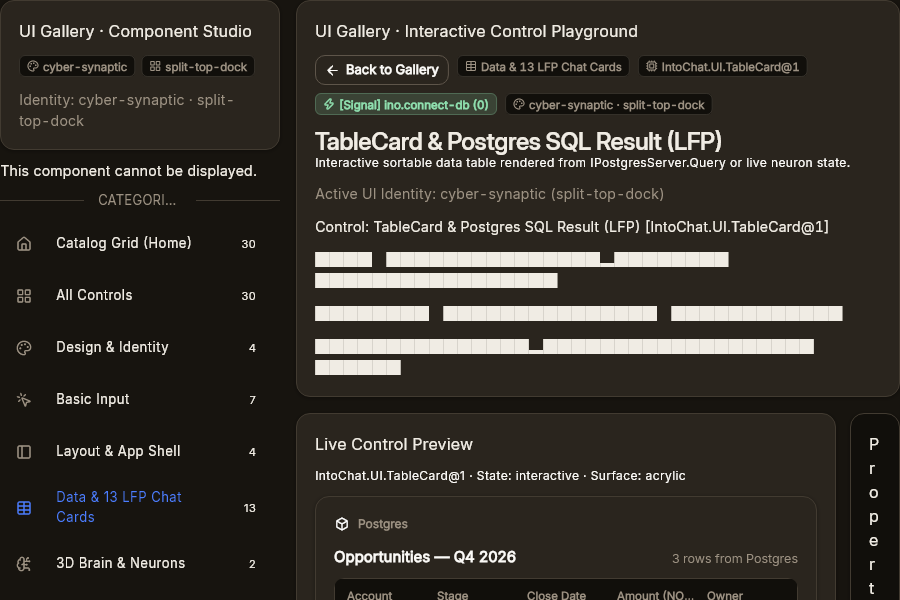 UI Gallery · Component Studio
cyber-synaptic
split-top-dock
Identity: cyber-synaptic · split-
top-dock
This component cannot be displayed.
CATEGORI...
Catalog Grid (Home) 30
All Controls 30
Design & Identity 4
Basic Input 7
Layout & App Shell 4
Data & 13 LFP Chat
Cards 13
3D Brain & Neurons 2
UI Gallery · Interactive Control Playground
← Back to Gallery
Data & 13 LFP Chat Cards
IntoChat.UI.TableCard@1
[Signal] ino.connect-db (0)
cyber-synaptic · split-top-dock
TableCard & Postgres SQL Result (LFP)
Interactive sortable data table rendered from IPostgresServer.Query or live neuron state.
Active UI Identity: cyber-synaptic (split-top-dock)
Control: TableCard & Postgres SQL Result (LFP) [IntoChat.UI.TableCard@1]
Live Control Preview
IntoChat.UI.TableCard@1 · State: interactive · Surface: acrylic
Postgres
Opportunities — Q4 2026 3 rows from Postgres
Account Stage Close Date Amount (NO... Owner
P
r
o
p
e
r
t